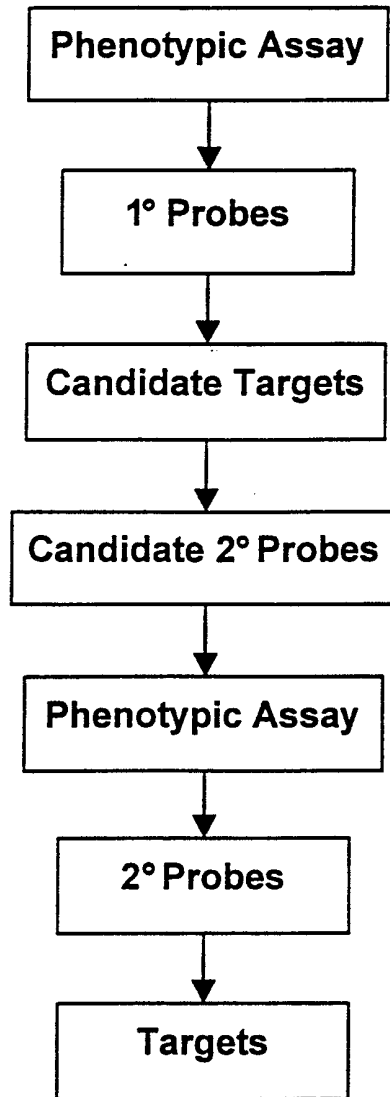 Phenotypic Assay
1° Probes
Candidate Targets
Candidate 2° Probes
Phenotypic Assay
2° Probes
Targets